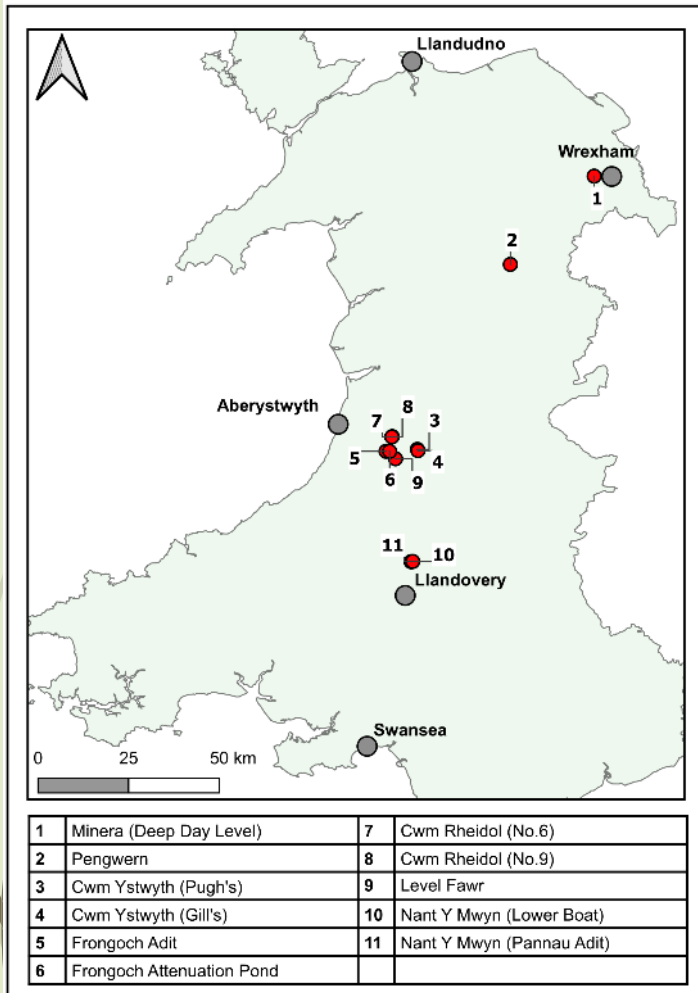 Llandudno
Wrexham
1
2
Aberystwyth
7 8 3
5 6 9 4
11 10
Llandovery
Swansea
0 25 50 km
1 Minera (Deep Day Level) 7 Cwm Rheidol (No.6)
2 Pengwern 8 Cwm Rheidol (No.9)
3 Cwm Ystwyth (Pugh's) 9 Level Fawr
4 Cwm Ystwyth (Gill's) 10 Nant Y Mwyn (Lower Boat)
5 Frongoch Adit 11 Nant Y Mwyn (Pannau Adit)
6 Frongoch Attenuation Pond